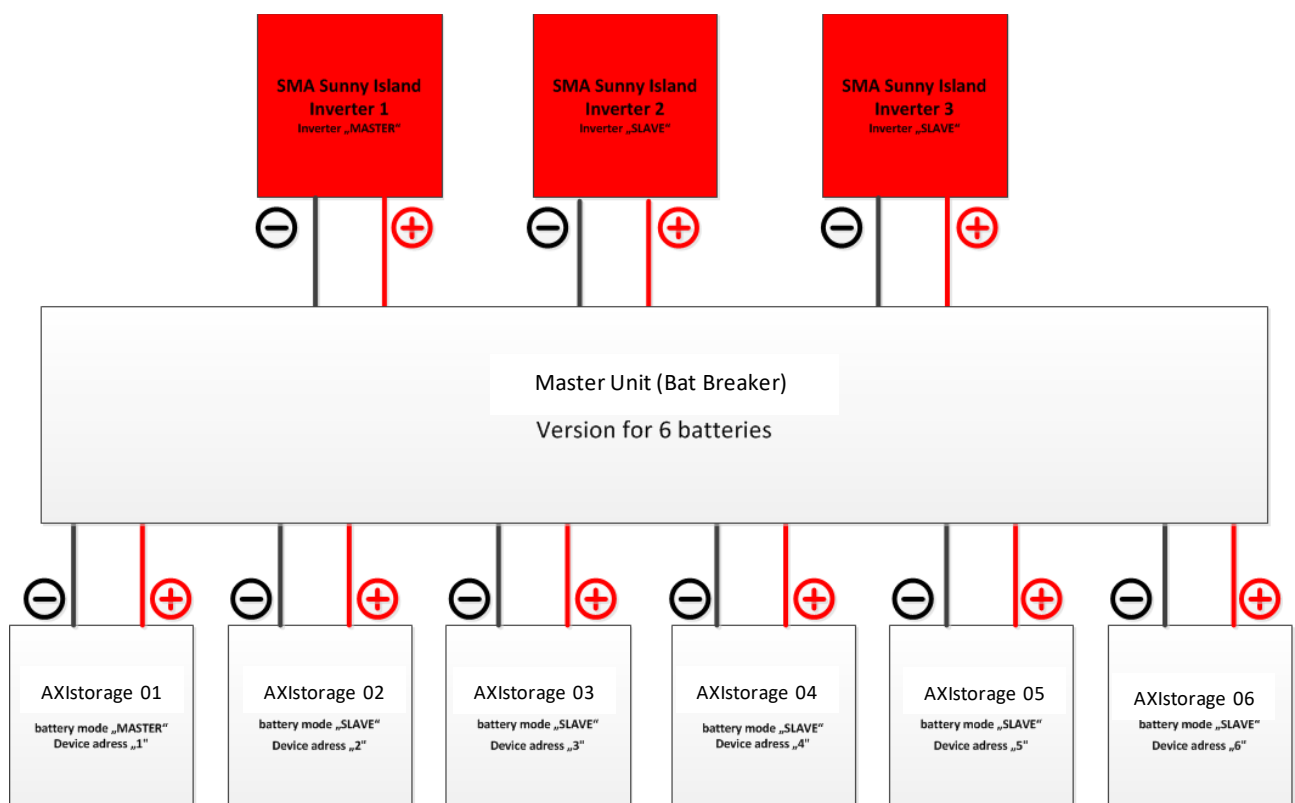 SMA Sunny Island
Inverter 1
Inverter „MASTER“
SMA Sunny Island
Inverter 2
Inverter „SLAVE“
SMA Sunny Island
Inverter 3
Inverter „SLAVE“
Master Unit (Bat Breaker)
Version for 6 batteries
AXIstorage 01
battery mode „MASTER“
Device adress „1"
AXIstorage 02
battery mode „SLAVE“
Device adress „2"
AXIstorage 03
battery mode „SLAVE“
Device adress „3"
AXIstorage 04
battery mode „SLAVE“
Device adress „4"
AXIstorage 05
battery mode „SLAVE“
Device adress „5"
AXIstorage 06
battery mode „SLAVE“
Device adress „6"